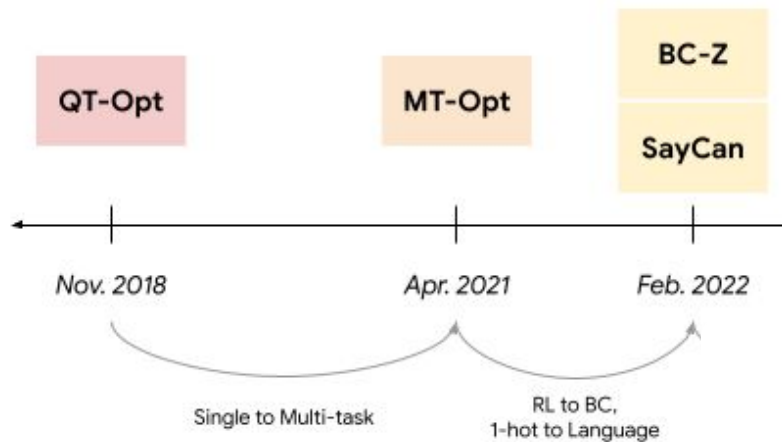 QT-Opt
MT-Opt
BC-Z
SayCan
Nov. 2018
Apr. 2021
Feb. 2022
Single to Multi-task
RL to BC,
1-hot to Language